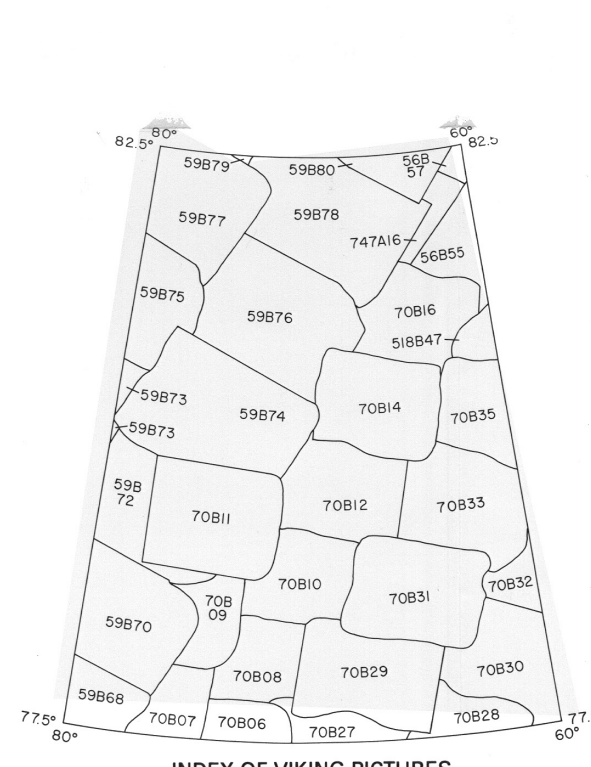 80°
60°
82.5°
82.5
59B79
59B80
56B
57
59B77
59B78
747A16
56B55
59B75
59B76
70B16
518B47
59B73
59B74
70B14
70B35
59B73
59B
72
70B11
70B12
70B33
70B10
70B31
70B32
70B
09
59B70
70B08
70B29
70B30
59B68
70B07
70B06
70B27
70B28
77.5°
77.
80°
60°
INDEX OF VIKING PICTURES